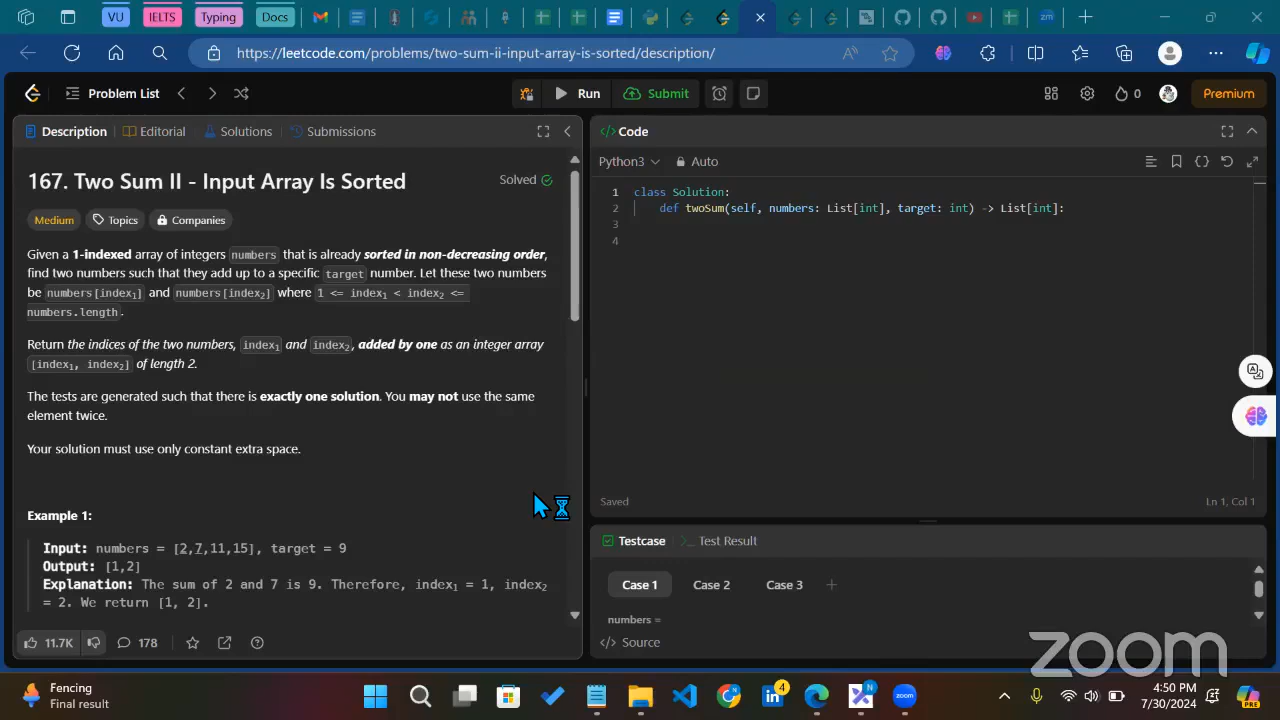 VU
IELTS
Typing
Docs
zm
https://leetcode.com/problems/two-sum-ii-input-array-is-sorted/description/
Problem List
Run
Submit
0
Premium
Description
Editorial
Solutions
Submissions
Code
167. Two Sum II - Input Array Is Sorted
Solved
Medium
Topics
Companies
Given a 1-indexed array of integers numbers that is already sorted in non-decreasing order,
find two numbers such that they add up to a specific target number. Let these two numbers
be numbers[index₁] and numbers[index₂] where 1 <= index₁ < index₂ <=
numbers.length.
Return the indices of the two numbers, index₁ and index₂, added by one as an integer array
[index₁, index₂] of length 2.
The tests are generated such that there is exactly one solution. You may not use the same
element twice.
Your solution must use only constant extra space.
Example 1:
Input: numbers = [2,7,11,15], target = 9
Output: [1,2]
Explanation: The sum of 2 and 7 is 9. Therefore, index₁ = 1, index₂
= 2. We return [1, 2].
11.7K
178
Python3
Auto
1 class Solution:
2 def twoSum(self, numbers: List[int], target: int) -> List[int]:
3
4
Saved
Ln 1, Col 1
Testcase
Test Result
Case 1
Case 2
Case 3
numbers =
Source
zoom
Fencing
Final result
4
zoom
4:50 PM
7/30/2024
PRE